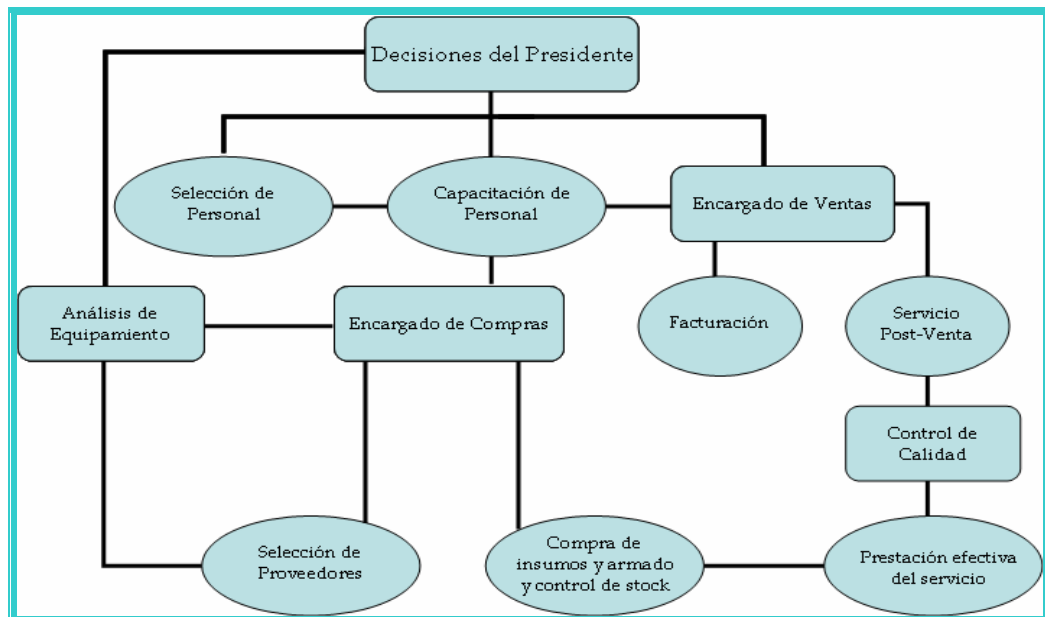 Decisiones del Presidente
Selección de
Personal
Capacitación de
Personal
Encargado de Ventas
Análisis de
Equipamiento
Encargado de Compras
Facturación
Servicio
Post-Venta
Control de
Calidad
Selección de
Proveedores
Compra de
insumos y armado
y control de stock
Prestación efectiva
del servicio